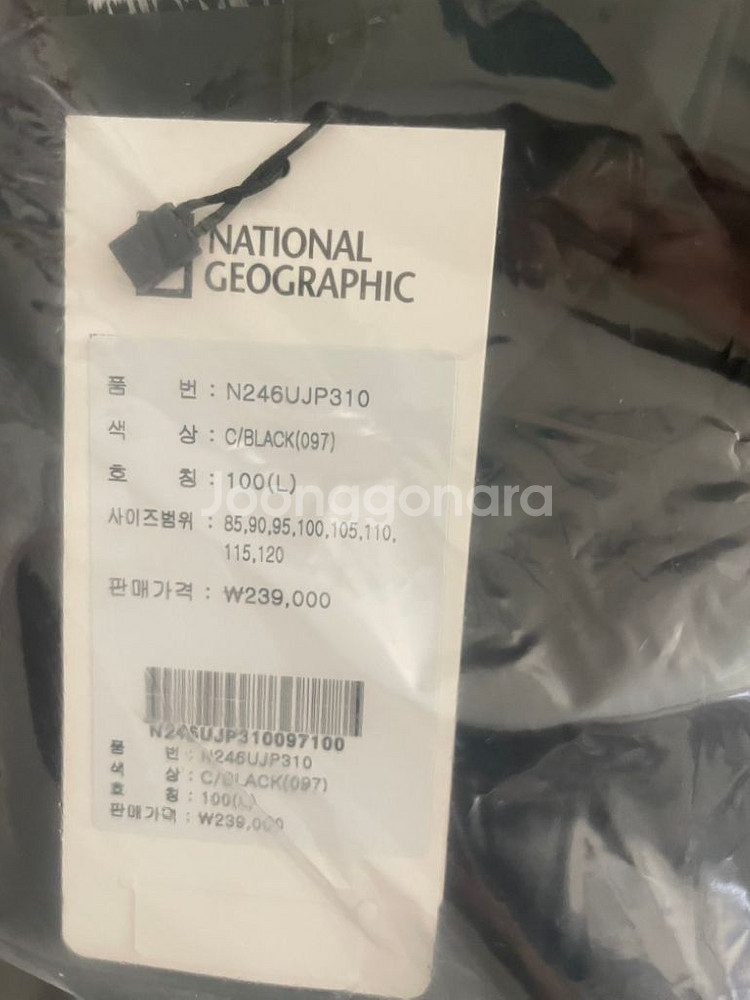 NATIONAL
GEOGRAPHIC
품 번 : N246UJP310
색 상 : C/BLACK(097)
호 칭 : 100(L)
Joonggonara
사이즈범위 : 85,90,95,100,105,110,
115,120
판매가격 : ₩239,000
N246UJP310097100
품 번 : N246UJP310
색 상 : C/BLACK(097)
호 칭 : 100(L)
판매가격 : ₩239,000